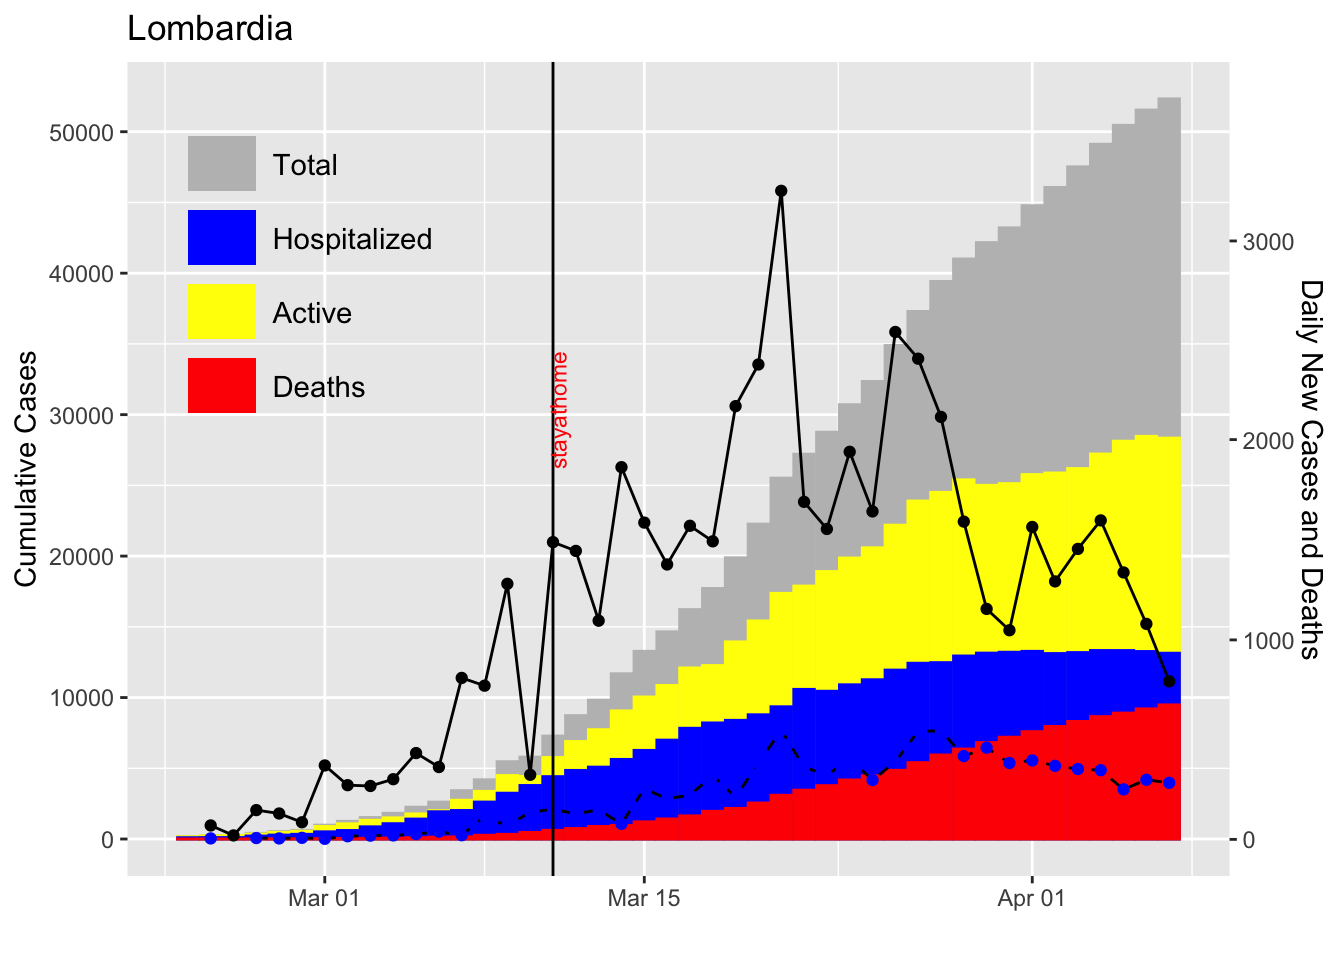 Lombardia
50000
40000
30000
20000
10000
0
Cumulative Cases
Total
Hospitalized
Active
Deaths
stayathome
3000
2000
1000
0
Daily New Cases and Deaths
Mar 01
Mar 15
Apr 01